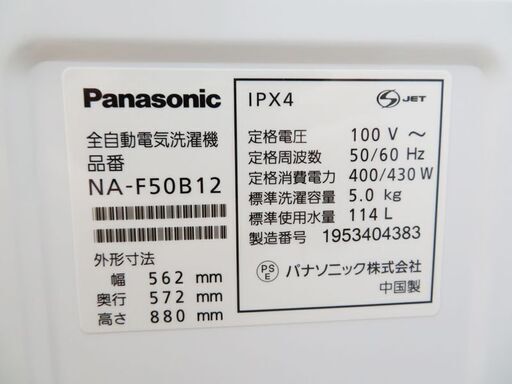 Panasonic
全自動電気洗濯機
品番
NA-F50B12
外形寸法
幅 562 mm
奥行 572 mm
高さ 880 mm
IPX4
S JET
定格電圧 100 V ～
定格周波数 50/60 Hz
定格消費電力 400/430 W
標準洗濯容量 5.0 kg
標準使用水量 114 L
製造番号 1953404383
PS E パナソニック株式会社
中国製